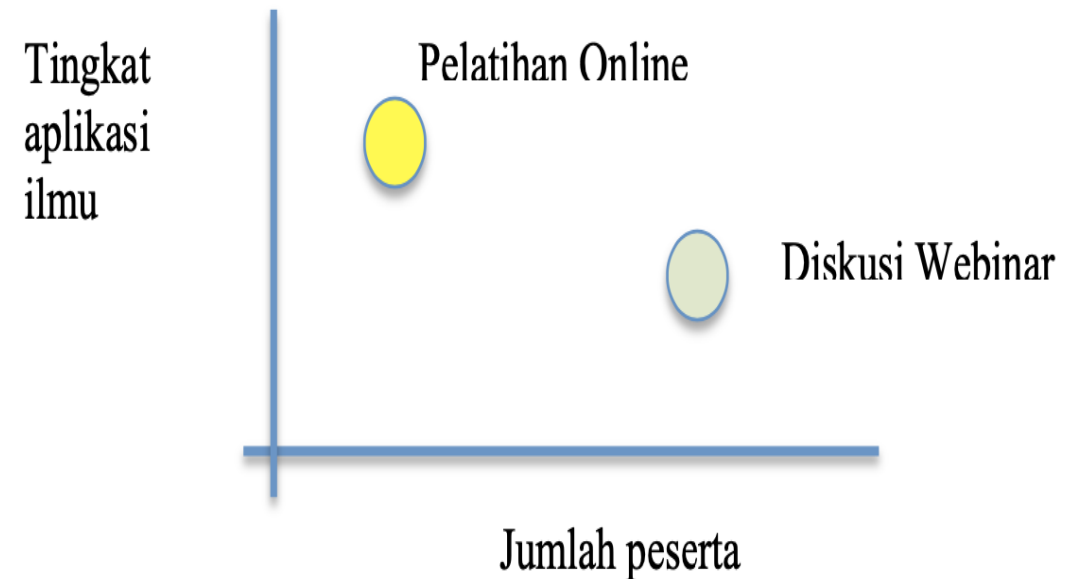 Tingkat
aplikasi
ilmu
Pelatihan Online
Diskusi Webinar
Jumlah peserta